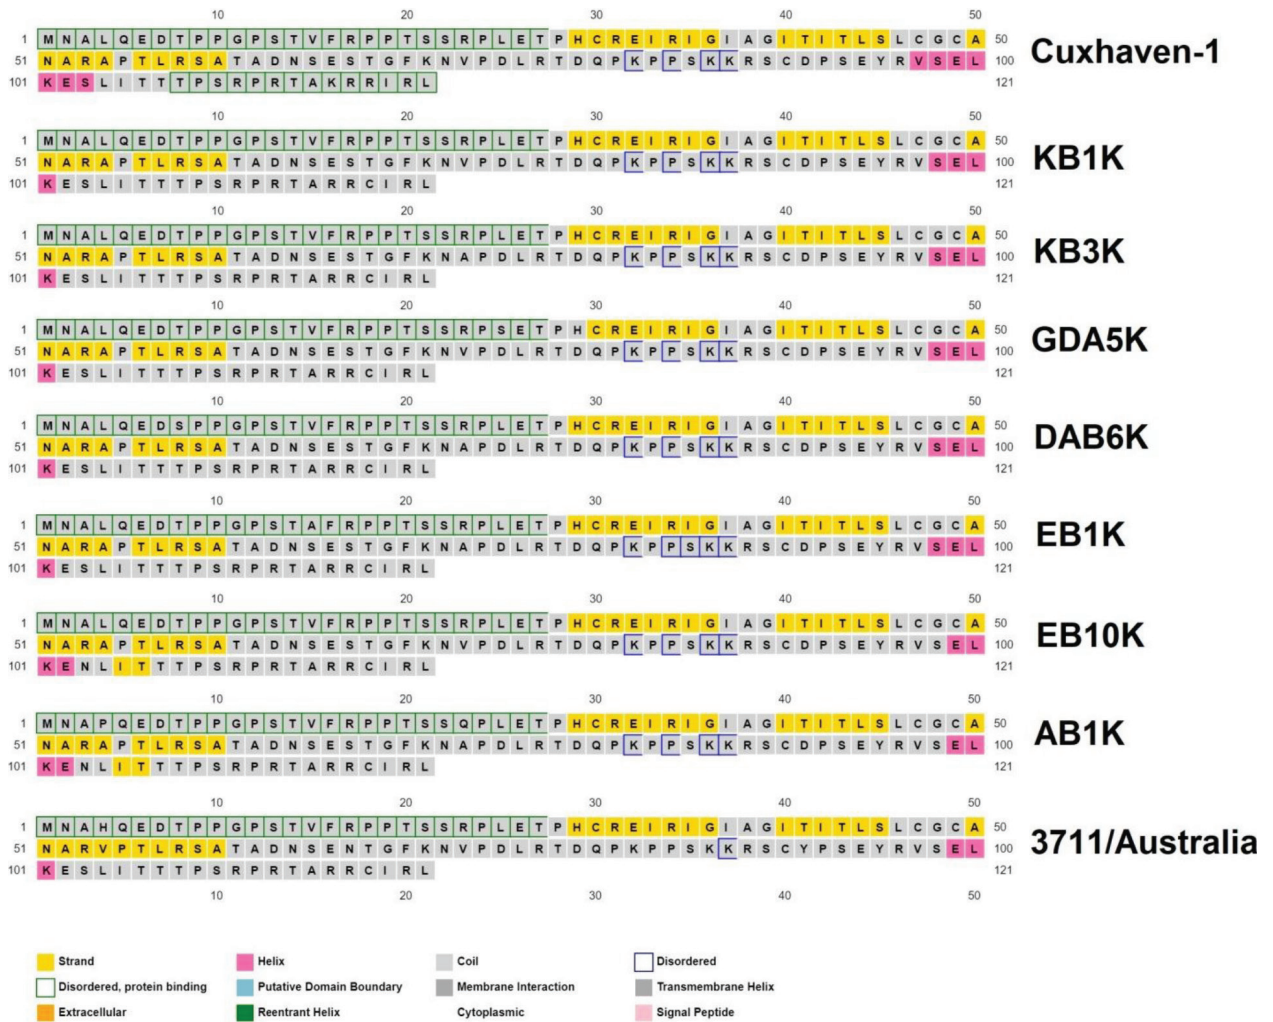 10 20 30 40 50
1 M N A L Q E D T P P G P S T V F R P P T S S R P L E T P H C R E I R I G I A G I T I T L S L C G C A 50
51 N A R A P T L R S A T A D N S E S T G F K N V P D L R T D Q P K P P S K K R S C D P S E Y R V S E L 100
101 K E S L I T T T P S R P R T A K R R I R L 121
Cuxhaven-1
10 20 30 40 50
1 M N A L Q E D T P P G P S T V F R P P T S S R P L E T P H C R E I R I G I A G I T I T L S L C G C A 50
51 N A R A P T L R S A T A D N S E S T G F K N V P D L R T D Q P K P P S K K R S C D P S E Y R V S E L 100
101 K E S L I T T T P S R P R T A R R C I R L 121
KB1K
10 20 30 40 50
1 M N A L Q E D T P P G P S T V F R P P T S S R P L E T P H C R E I R I G I A G I T I T L S L C G C A 50
51 N A R A P T L R S A T A D N S E S T G F K N A P D L R T D Q P K P P S K K R S C D P S E Y R V S E L 100
101 K E S L I T T T P S R P R T A R R C I R L 121
KB3K
10 20 30 40 50
1 M N A L Q E D T P P G P S T V F R P P T S S R P S E T P H C R E I R I G I A G I T I T L S L C G C A 50
51 N A R A P T L R S A T A D N S E S T G F K N V P D L R T D Q P K P P S K K R S C D P S E Y R V S E L 100
101 K E S L I T T T P S R P R T A R R C I R L 121
GDA5K
10 20 30 40 50
1 M N A L Q E D S P P G P S T V F R P P T S S R P L E T P H C R E I R I G I A G I T I T L S L C G C A 50
51 N A R A P T L R S A T A D N S E S T G F K N A P D L R T D Q P K P P S K K R S C D P S E Y R V S E L 100
101 K E S L I T T T P S R P R T A R R C I R L 121
DAB6K
10 20 30 40 50
1 M N A L Q E D T P P G P S T A F R P P T S S R P L E T P H C R E I R I G I A G I T I T L S L C G C A 50
51 N A R A P T L R S A T A D N S E S T G F K N A P D L R T D Q P K P P S K K R S C D P S E Y R V S E L 100
101 K E S L I T T T P S R P R T A R R C I R L 121
EB1K
10 20 30 40 50
1 M N A L Q E D T P P G P S T V F R P P T S S R P L E T P H C R E I R I G I A G I T I T L S L C G C A 50
51 N A R A P T L R S A T A D N S E S T G F K N V P D L R T D Q P K P P S K K R S C D P S E Y R V S E L 100
101 K E N L I T T T P S R P R T A R R C I R L 121
EB10K
10 20 30 40 50
1 M N A P Q E D T P P G P S T V F R P P T S S Q P L E T P H C R E I R I G I A G I T I T L S L C G C A 50
51 N A R A P T L R S A T A D N S E S T G F K N A P D L R T D Q P K P P S K K R S C D P S E Y R V S E L 100
101 K E N L I T T T P S R P R T A R R C I R L 121
AB1K
10 20 30 40 50
1 M N A H Q E D T P P G P S T V F R P P T S S R P L E T P H C R E I R I G I A G I T I T L S L C G C A 50
51 N A R V P T L R S A T A D N S E N T G F K N V P D L R T D Q P K P P S K K R S C Y P S E Y R V S E L 100
101 K E S L I T T T P S R P R T A R R C I R L 121
3711/Australia
10 20 30 40 50
Strand Helix Coil Disordered
Disordered, protein binding Putative Domain Boundary Membrane Interaction Transmembrane Helix
Extracellular Reentrant Helix Cytoplasmic Signal Peptide